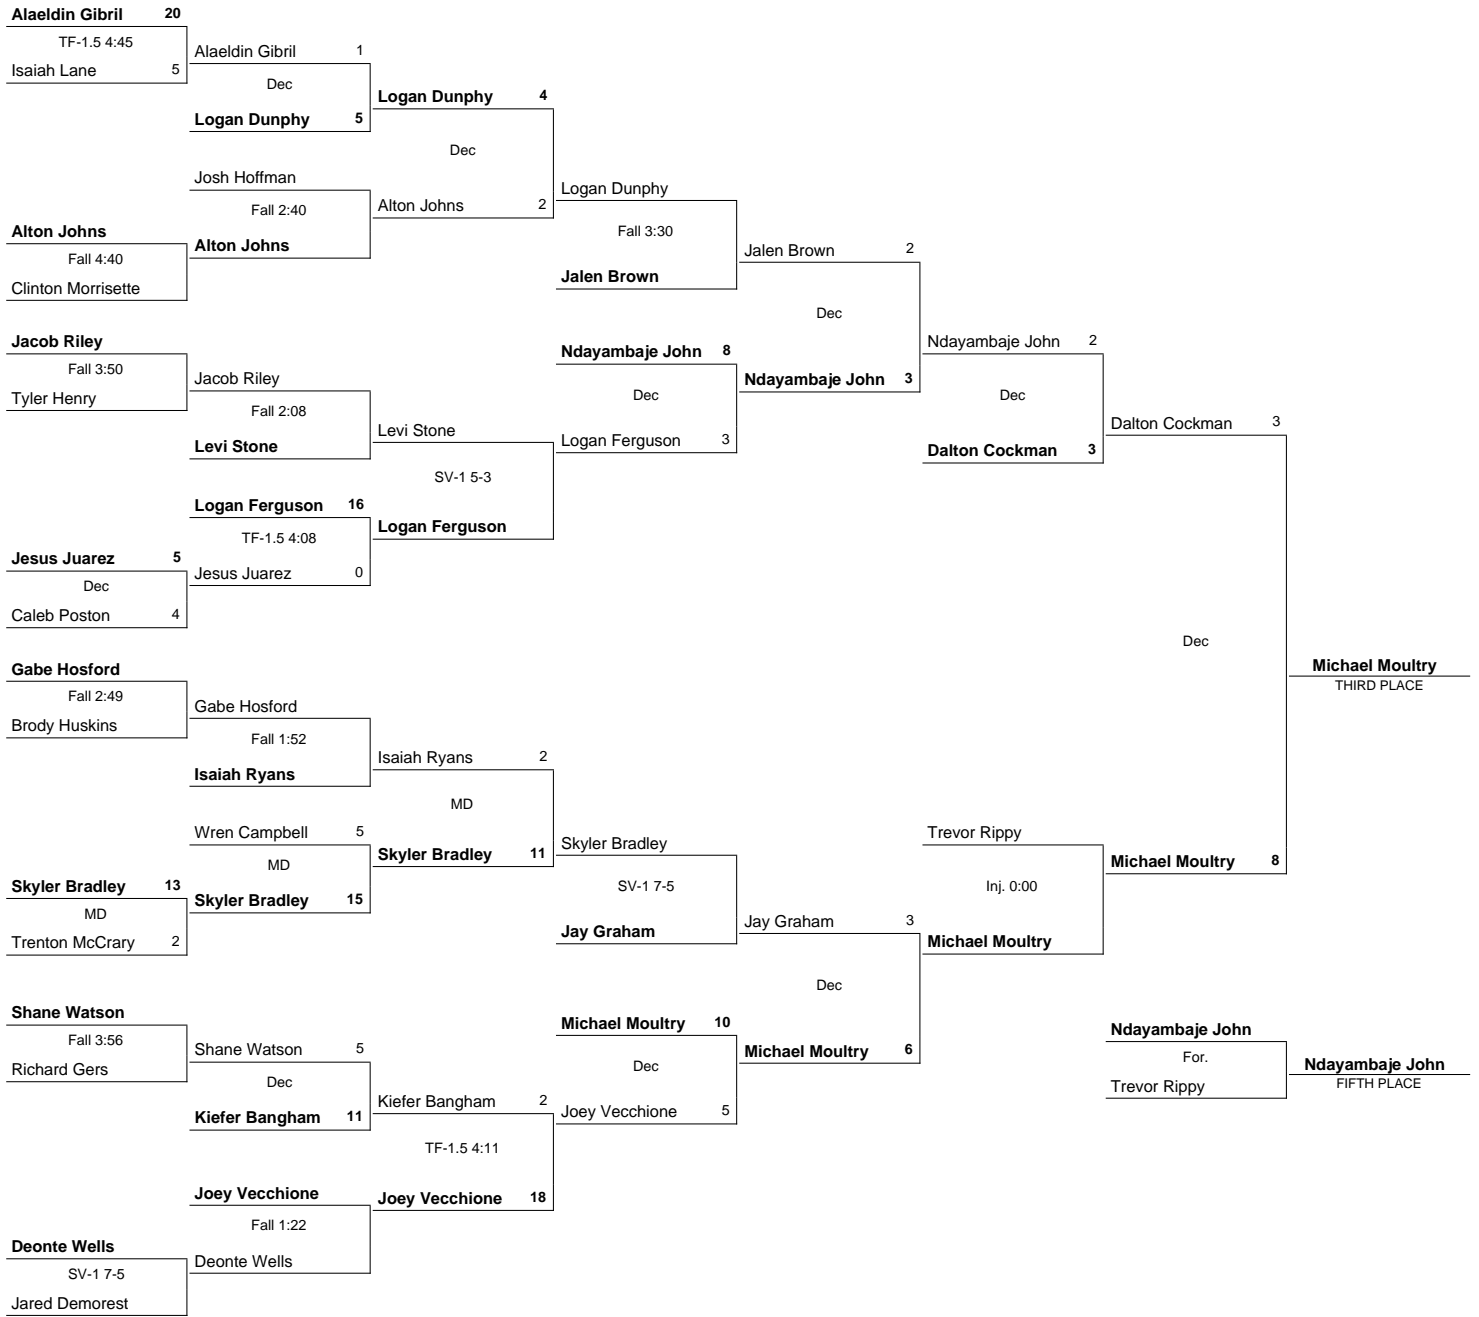 Alaeldin Gibril 20
TF-1.5 4:45
Isaiah Lane 5
Alton Johns
Fall 4:40
Clinton Morrisette
Jacob Riley
Fall 3:50
Tyler Henry
Jesus Juarez 5
Dec
Caleb Poston 4
Gabe Hosford
Fall 2:49
Brody Huskins
Skyler Bradley 13
MD
Trenton McCrary 2
Shane Watson
Fall 3:56
Richard Gers
Deonte Wells
SV-1 7-5
Jared Demorest
Alaeldin Gibril 1
Dec
Logan Dunphy 5
Josh Hoffman
Fall 2:40
Alton Johns
Jacob Riley
Fall 2:08
Levi Stone
Logan Ferguson 16
TF-1.5 4:08
Jesus Juarez 0
Gabe Hosford
Fall 1:52
Isaiah Ryans
Wren Campbell 5
MD
Skyler Bradley 15
Shane Watson 5
Dec
Kiefer Bangham 11
Joey Vecchione
Fall 1:22
Deonte Wells
Logan Dunphy 4
Dec
Alton Johns 2
Levi Stone
SV-1 5-3
Logan Ferguson
Isaiah Ryans 2
MD
Skyler Bradley 11
Kiefer Bangham 2
TF-1.5 4:11
Joey Vecchione 18
Logan Dunphy
Fall 3:30
Jalen Brown
Ndayambaje John 8
Dec
Logan Ferguson 3
Skyler Bradley
SV-1 7-5
Jay Graham
Michael Moultry 10
Dec
Joey Vecchione 5
Jalen Brown 2
Dec
Ndayambaje John 3
Jay Graham 3
Dec
Michael Moultry 6
Ndayambaje John 2
Dec
Dalton Cockman 3
Trevor Rippy
Inj. 0:00
Michael Moultry
Dalton Cockman 3
Dec
Michael Moultry 8
Michael Moultry
THIRD PLACE
Ndayambaje John
For.
Trevor Rippy
Ndayambaje John
FIFTH PLACE